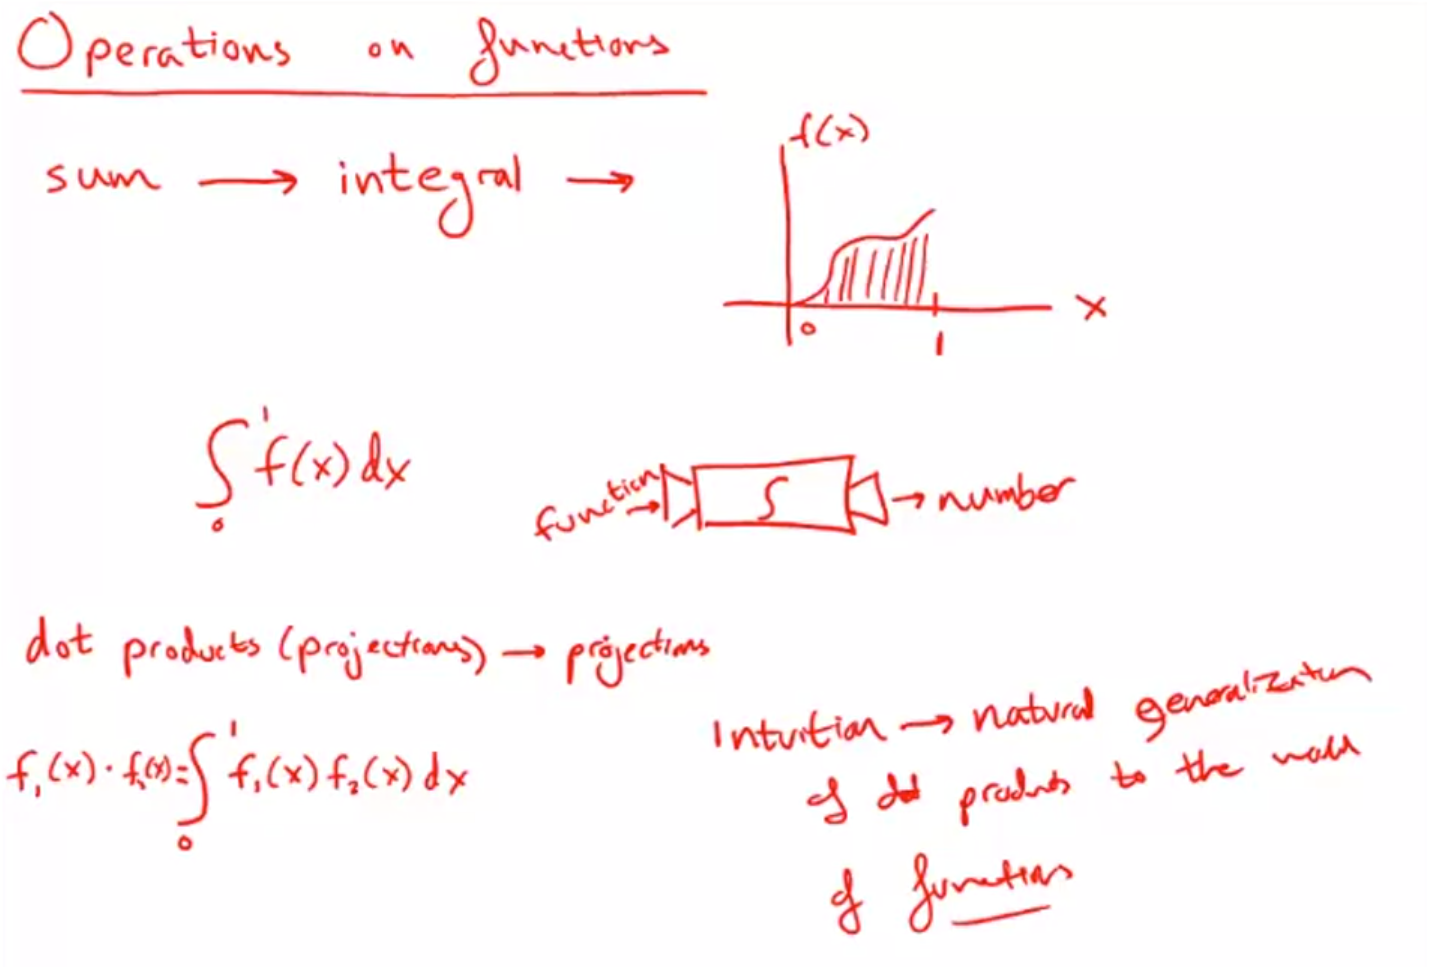 Operations on functions
sum → integral →
f(x)
x
0
1
∫₀¹ f(x) dx
function → ∫ → number
dot products (projections) → projections
f₁(x) · f₂(x) = ∫₀¹ f₁(x) f₂(x) dx
Intuition → natural generalization
of dot products to the world
of functions